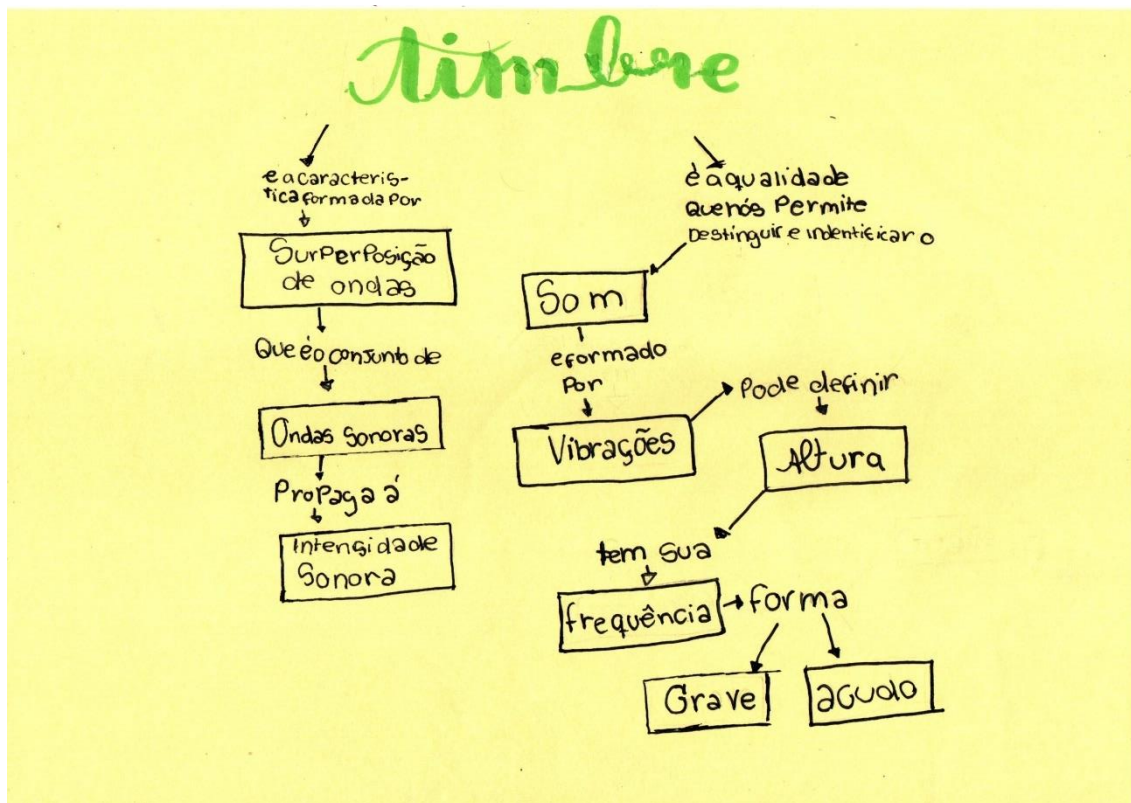 timbre
e a caracteris-
tica formada por
Surperposição
de ondas
Que é o conjunto de
Ondas Sonoras
Propaga á
Intensidade
Sonora
é a qualidade
Que nós Permite
Destinguir e indentificar o
Som
e formado
Por
Vibrações
Pode definir
Altura
tem sua
frequência
forma
Grave
agudo